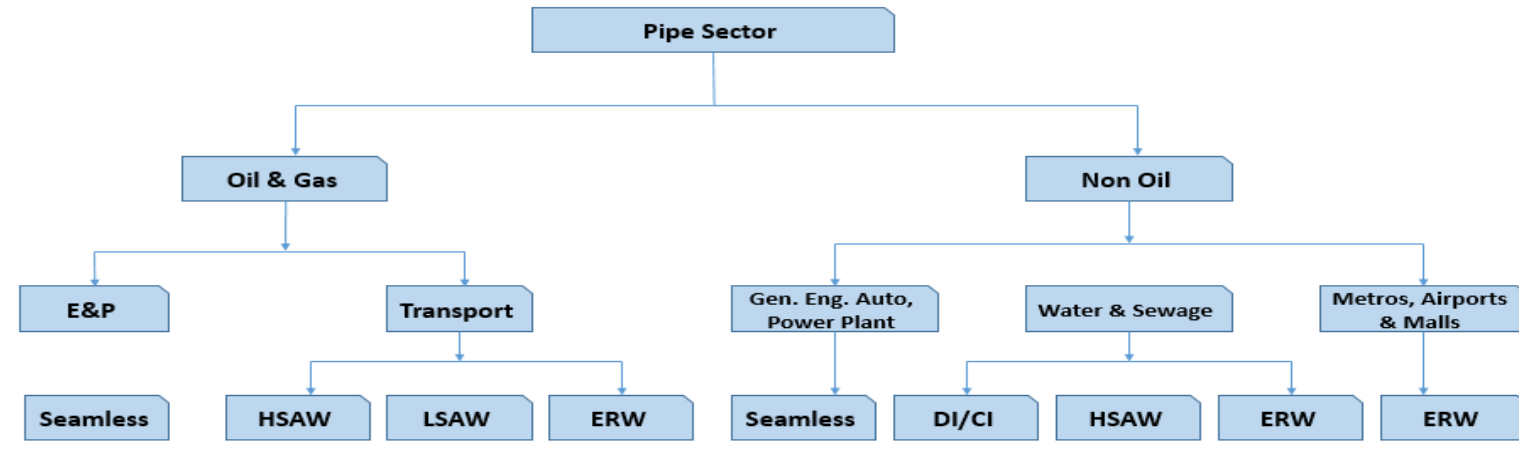 Pipe Sector
Oil & Gas
Non Oil
E&P
Transport
Gen. Eng. Auto,
Power Plant
Water & Sewage
Metros, Airports
& Malls
Seamless
HSAW
LSAW
ERW
Seamless
DI/CI
HSAW
ERW
ERW